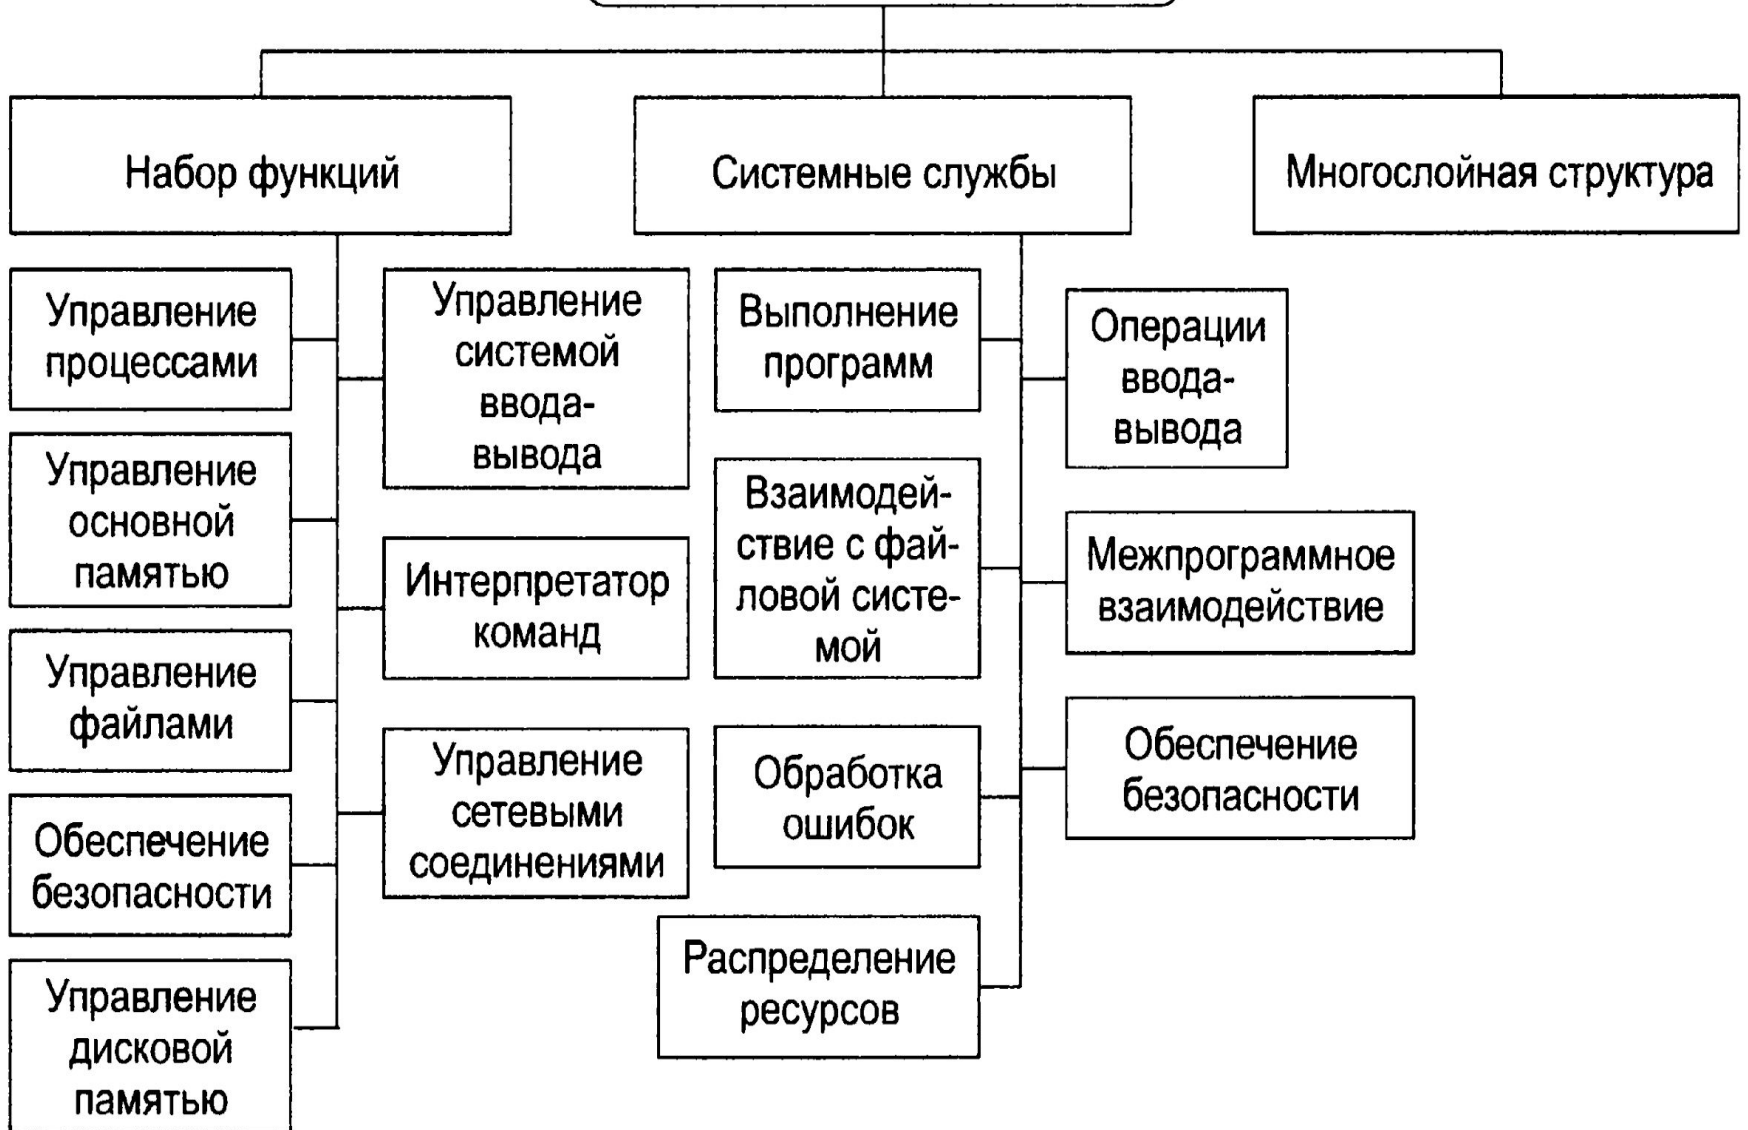 Набор функций
Системные службы
Многослойная структура
Управление
процессами
Управление
основной
памятью
Управление
файлами
Обеспечение
безопасности
Управление
дисковой
памятью
Управление
системой
ввода-
вывода
Интерпретатор
команд
Управление
сетевыми
соединениями
Выполнение
программ
Взаимодей-
ствие с фай-
ловой систе-
мой
Обработка
ошибок
Распределение
ресурсов
Операции
ввода-
вывода
Межпрограммное
взаимодействие
Обеспечение
безопасности